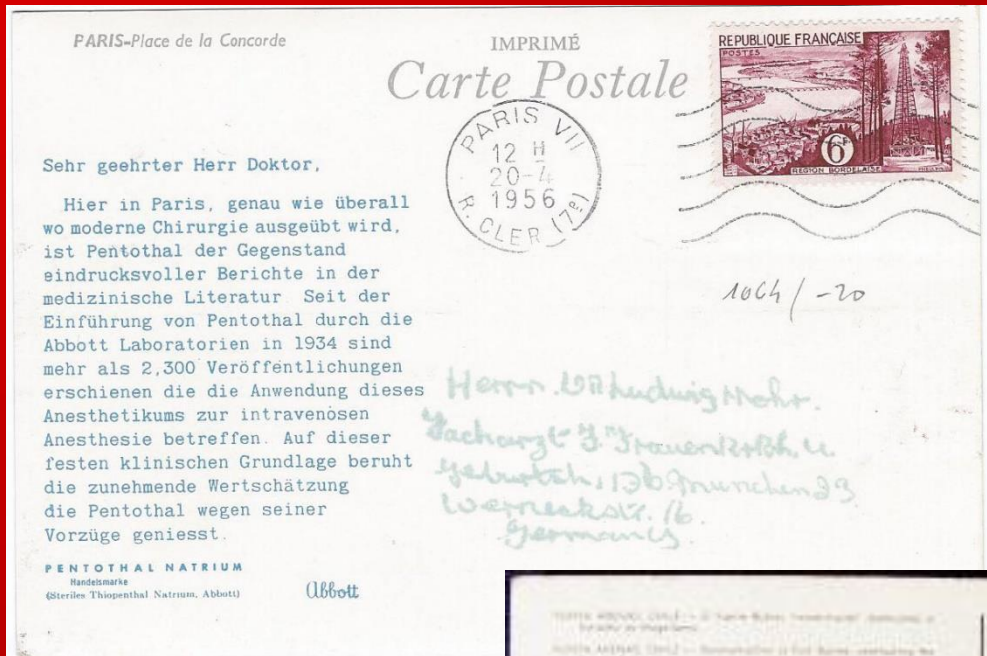 PARIS-Place de la Concorde
IMPRIMÉ
Carte Postale
REPUBLIQUE FRANÇAISE
POSTES
6F
REGION BORDELAISE
PARIS VII
12 H
20-4
1956
R. CLER (7e)
Sehr geehrter Herr Doktor,
Hier in Paris, genau wie überall
wo moderne Chirurgie ausgeübt wird,
ist Pentothal der Gegenstand
eindrucksvoller Berichte in der
medizinische Literatur Seit der
Einführung von Pentothal durch die
Abbott Laboratorien in 1934 sind
mehr als 2,300 Veröffentlichungen
erschienen die die Anwendung dieses
Anesthetikums zur intravenösen
Anesthesie betreffen. Auf dieser
festen klinischen Grundlage beruht
die zunehmende Wertschätzung
die Pentothal wegen seiner
Vorzüge geniesst.
PENTOTHAL NATRIUM
Handelsmarke
(Steriles Thiopenthal Natrium, Abbott)
Abbott
1064/-20
Herrn. DR Ludwig Mohr.
Facharzt f.
13b München 23
Werneckstr. 16.
Germany